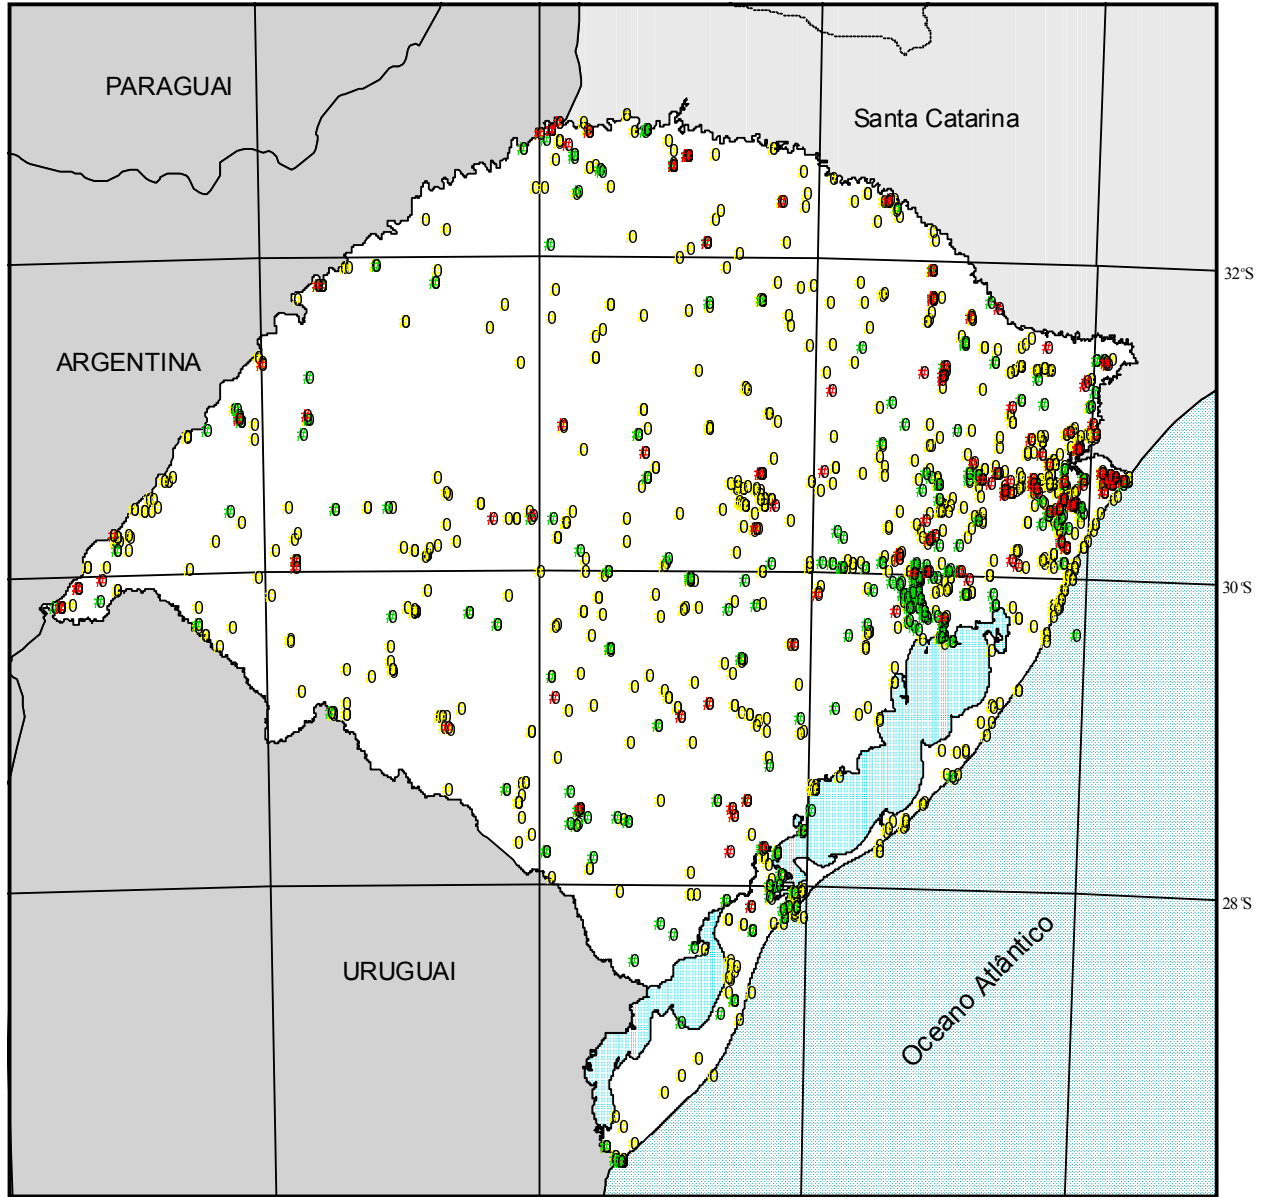 PARAGUAI
Santa Catarina
32°S
ARGENTINA
30°S
28°S
URUGUAI
Oceano Atlântico